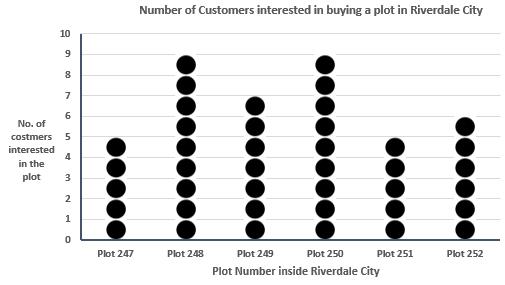 Number of Customers interested in buying a plot in Riverdale City
10
9
8
7
6
5
4
3
2
1
0
No. of
costmers
interested
in the
plot
Plot 247 Plot 248 Plot 249 Plot 250 Plot 251 Plot 252
Plot Number inside Riverdale City